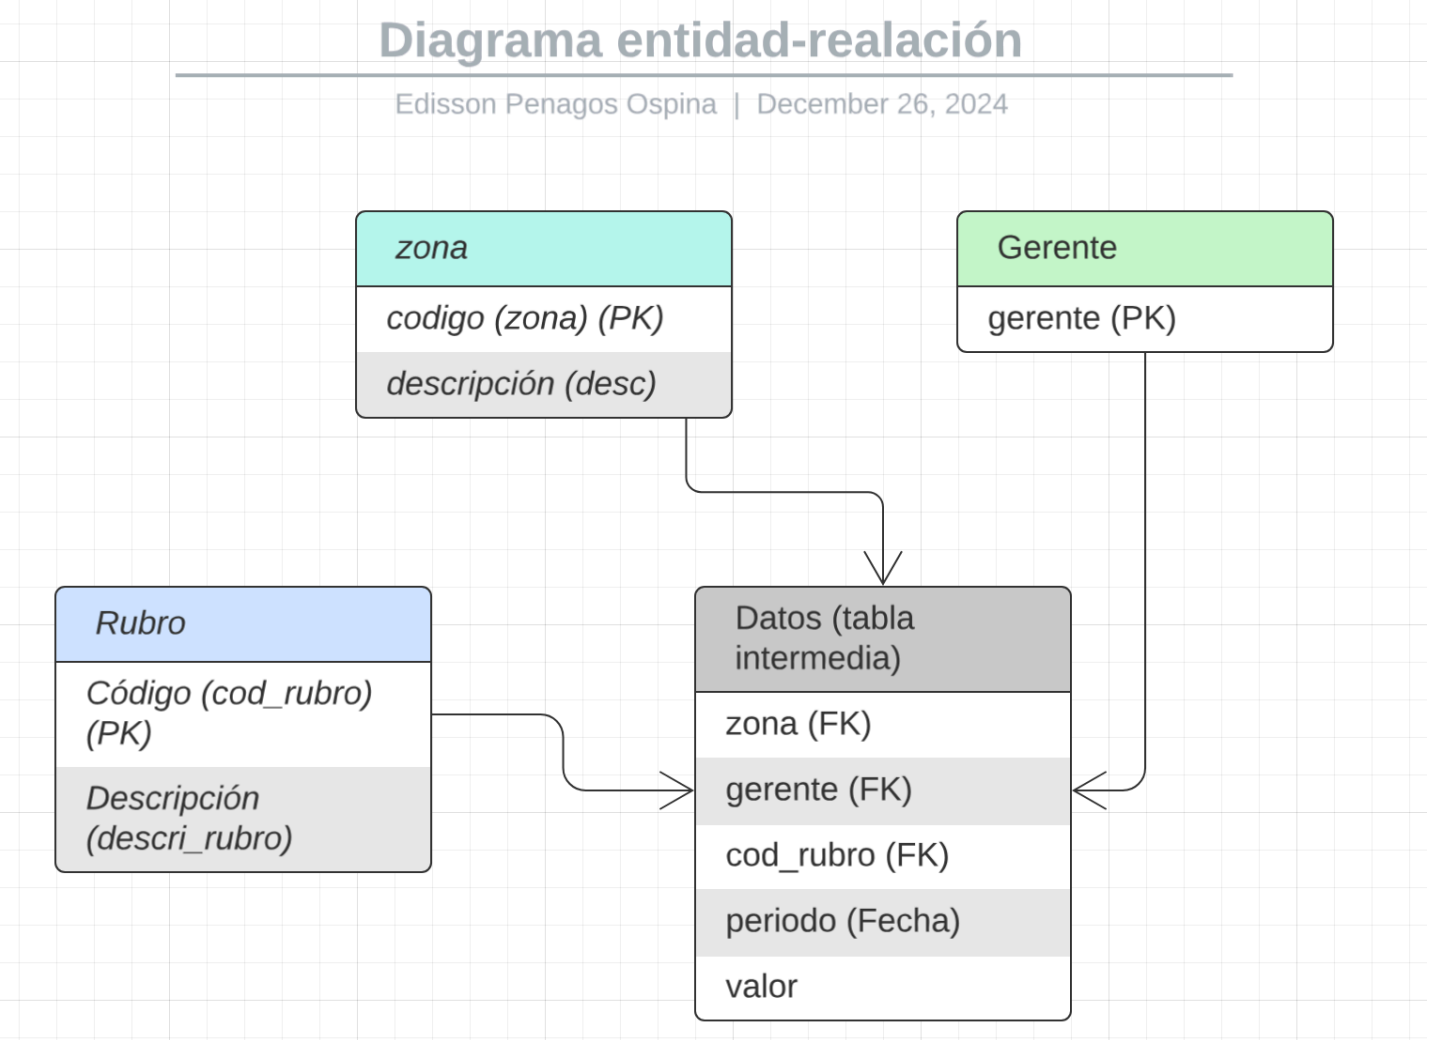 Diagrama entidad-realación
Edisson Penagos Ospina | December 26, 2024
zona
codigo (zona) (PK)
descripción (desc)
Gerente
gerente (PK)
Rubro
Código (cod_rubro)
(PK)
Descripción
(descri_rubro)
Datos (tabla
intermedia)
zona (FK)
gerente (FK)
cod_rubro (FK)
periodo (Fecha)
valor